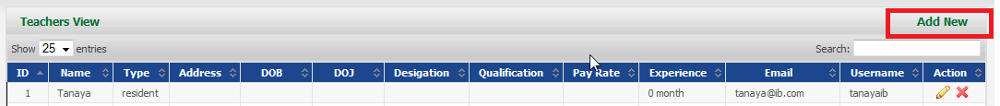 Teachers View Add New
Show 25 entries Search:
ID Name Type Address DOB DOJ Desigation Qualification Pay Rate Experience Email Username Action
1 Tanaya resident 0 month tanaya@ib.com tanayaib